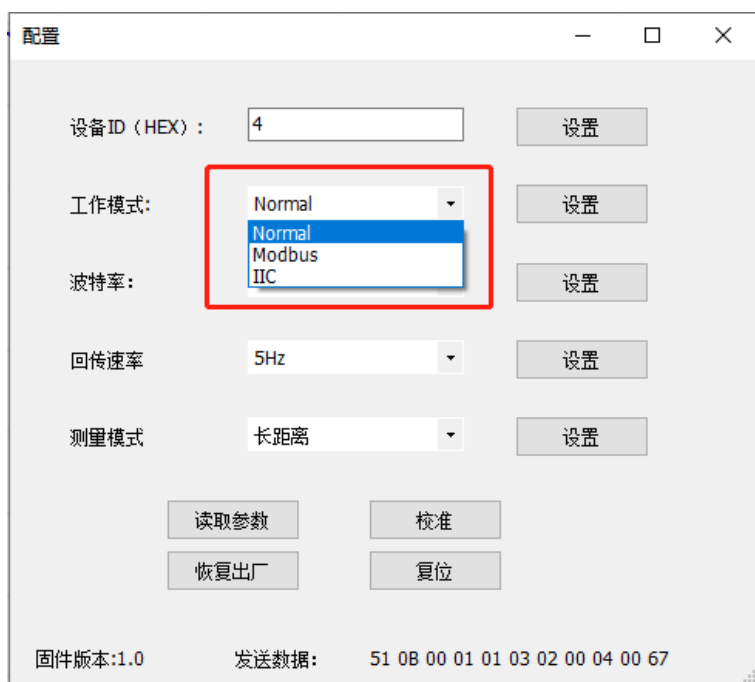 配置
设备ID（HEX）: 4 设置
工作模式: Normal 设置
Normal
Modbus
IIC
波特率: 设置
回传速率 5Hz 设置
测量模式 长距离 设置
读取参数 校准
恢复出厂 复位
固件版本:1.0 发送数据: 51 0B 00 01 01 03 02 00 04 00 67